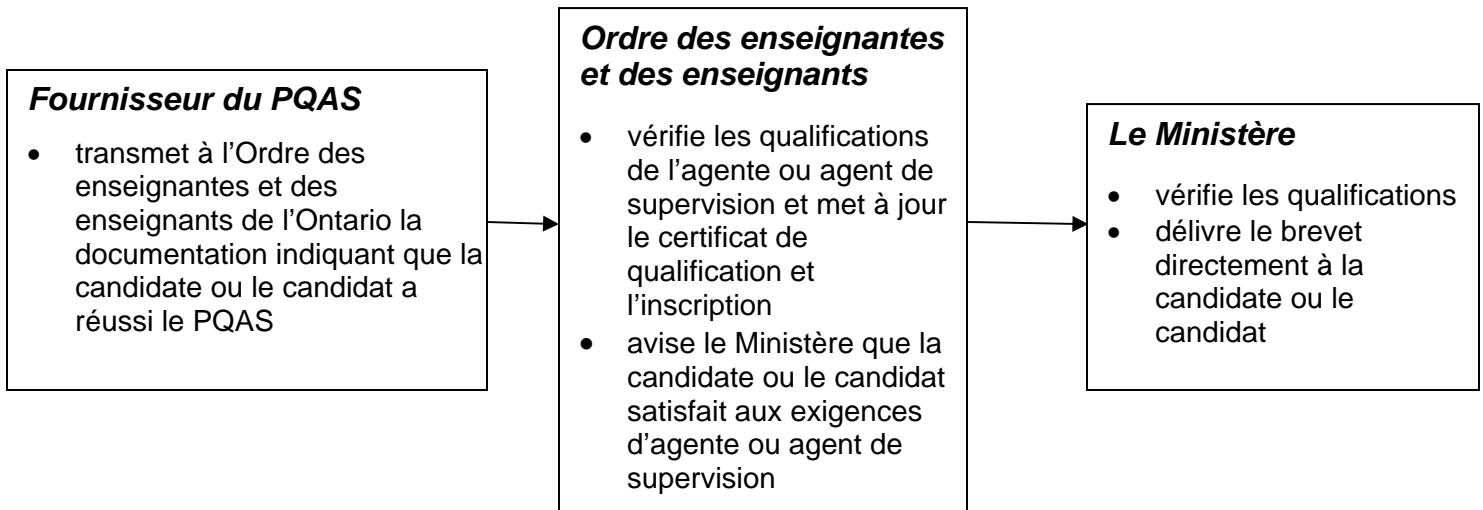 Fournisseur du PQAS
• transmet à l’Ordre des
enseignantes et des
enseignants de l’Ontario la
documentation indiquant que la
candidate ou le candidat a
réussi le PQAS
Ordre des enseignantes
et des enseignants
• vérifie les qualifications
de l’agente ou agent de
supervision et met à jour
le certificat de
qualification et
l’inscription
• avise le Ministère que la
candidate ou le candidat
satisfait aux exigences
d’agente ou agent de
supervision
Le Ministère
• vérifie les qualifications
• délivre le brevet
directement à la
candidate ou le
candidat